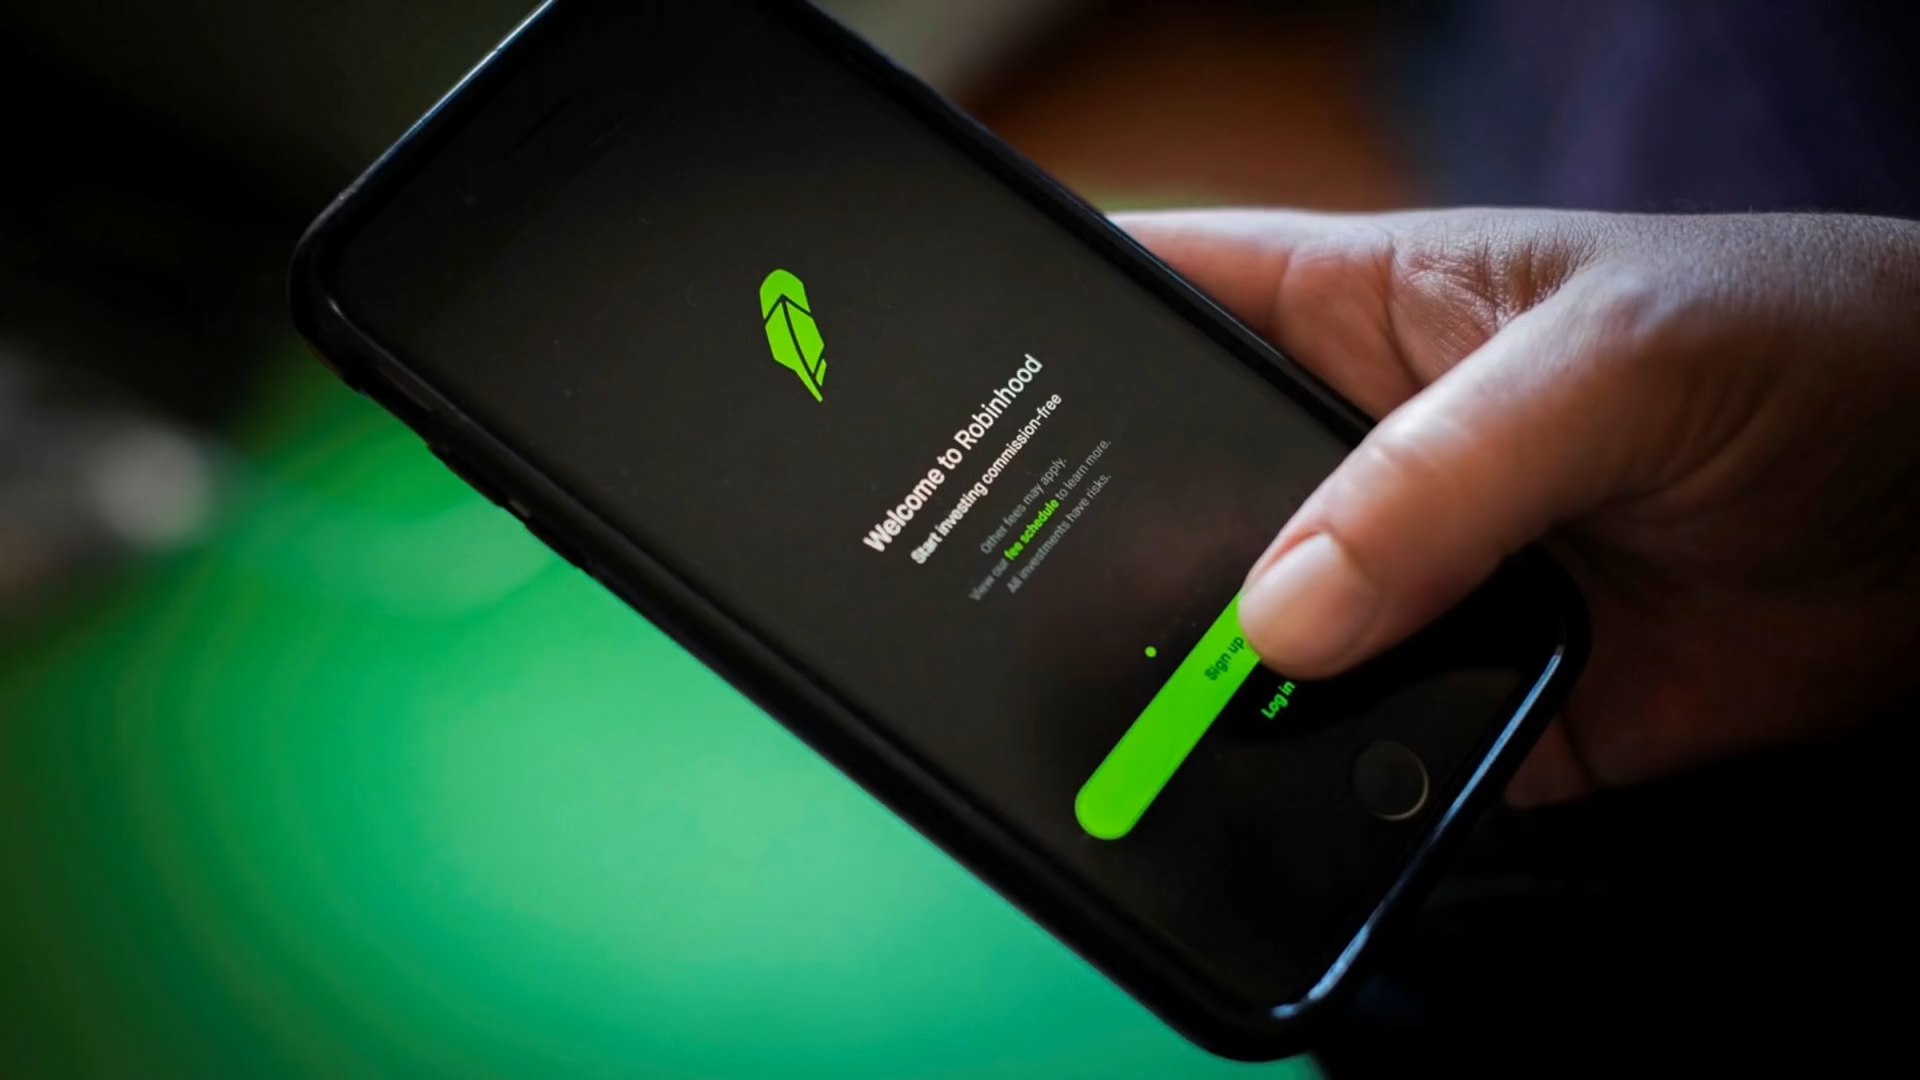 Welcome to Robinhood
Start investing commission-free
Other fees may apply.
View our fee schedule to learn more.
All investments have risks.
Sign up
Log in